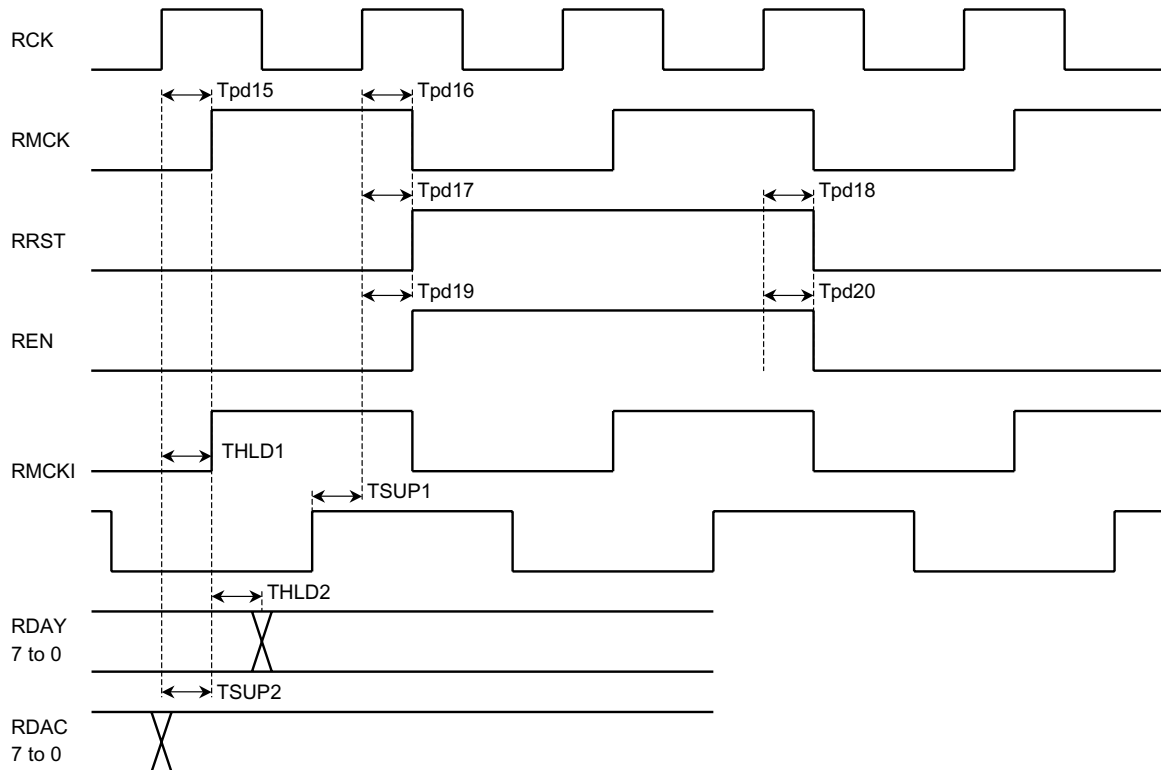 RCK
Tpd15
Tpd16
RMCK
Tpd17
Tpd18
RRST
Tpd19
Tpd20
REN
THLD1
RMCKI
TSUP1
THLD2
RDAY
7 to 0
TSUP2
RDAC
7 to 0